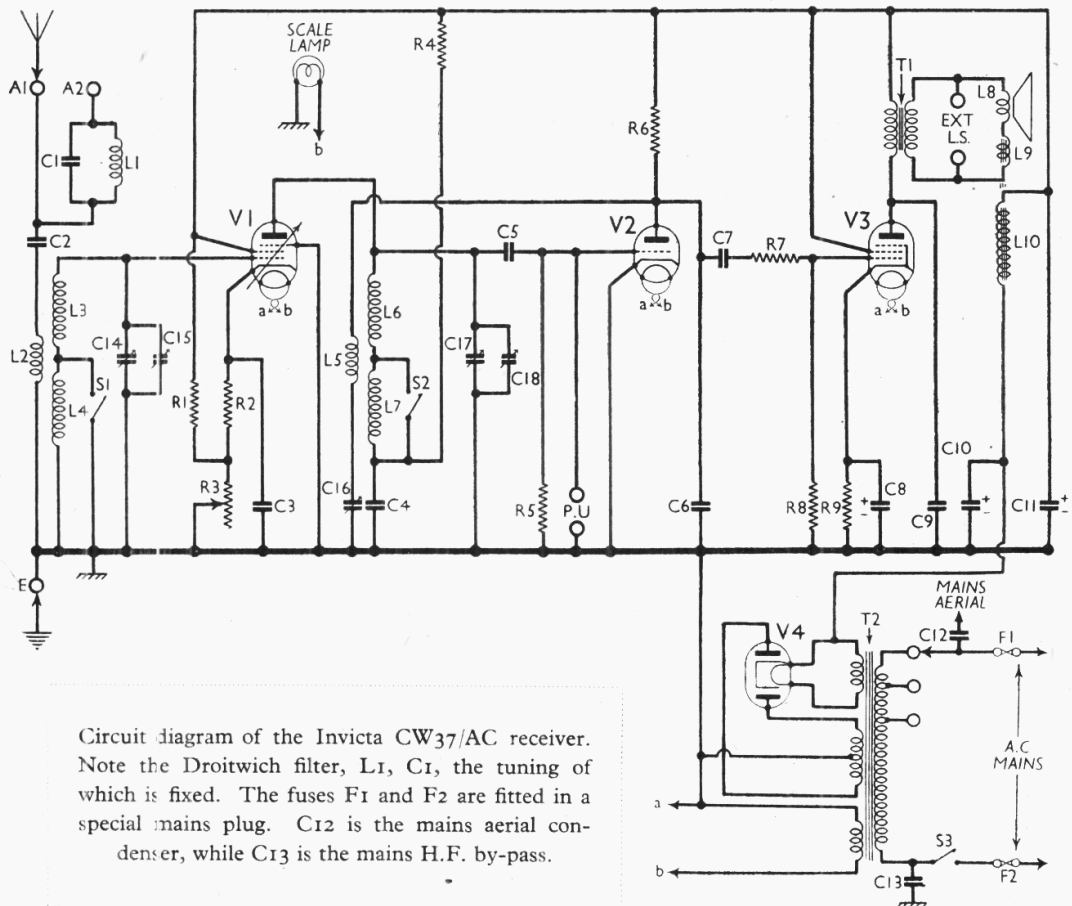 SCALE
LAMP
R4
A1
A2
T1
L8
C1
L1
b
R6
EXT
L.S.
L9
V1
V2
V3
C2
C5
C7
R7
L10
a b
a b
a b
L3
L6
C14
C15
C17
L2
L5
C18
S1
S2
L4
R1
R2
L7
C10
R3
C3
C16
C4
R5
P.U
C6
R8
R9
+
-
C8
C9
+
-
C11
+
-
E
MAINS
AERIAL
V4
T2
C12
F1
Circuit diagram of the Invicta CW37/AC receiver.
Note the Droitwich filter, L1, C1, the tuning of
which is fixed. The fuses F1 and F2 are fitted in a
special mains plug. C12 is the mains aerial con-
denser, while C13 is the mains H.F. by-pass.
A.C
MAINS
a
b
S3
C13
F2